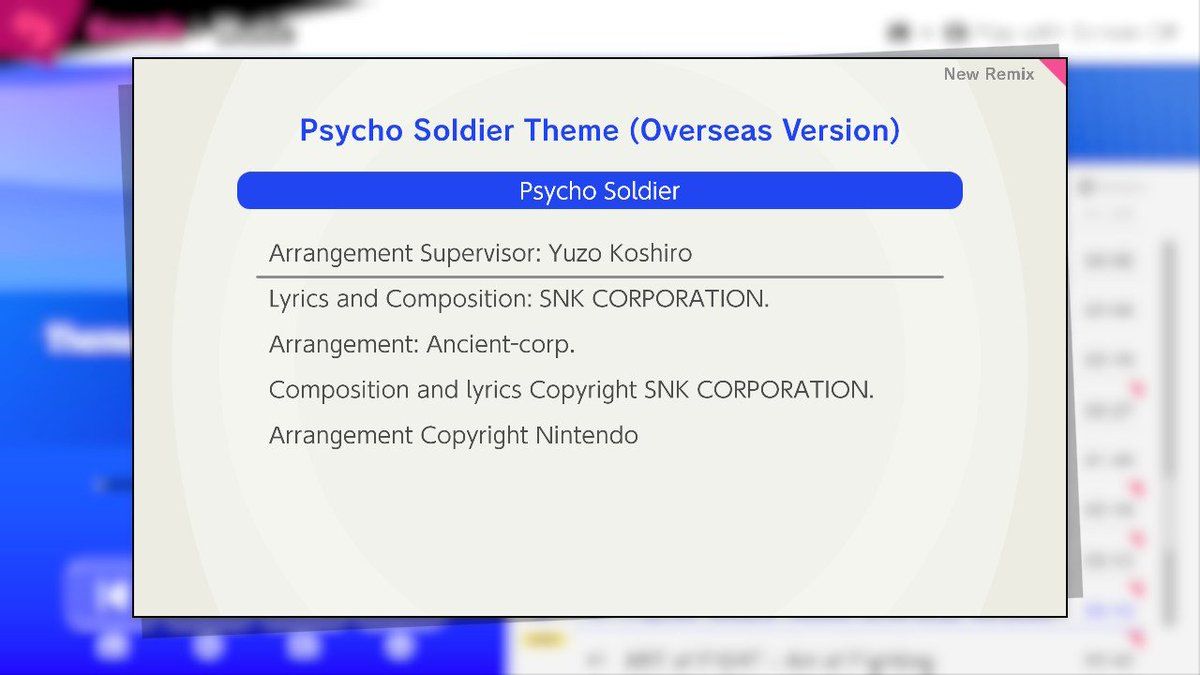 New Remix
Psycho Soldier Theme (Overseas Version)
Psycho Soldier
Arrangement Supervisor: Yuzo Koshiro
Lyrics and Composition: SNK CORPORATION.
Arrangement: Ancient-corp.
Composition and lyrics Copyright SNK CORPORATION.
Arrangement Copyright Nintendo